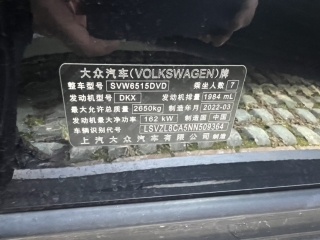 大众汽车(VOLKSWAGEN)牌
整车型号 SVW6515DVD 乘坐人数 7
发动机型号 DKX 发动机排量 1984 mL
最大允许总质量 2650kg 制造年月 2022-03
发动机最大净功率 162 kW 制造国 中国
车辆识别代号 LSVZL8CA5NN509364
上汽大众汽车有限公司 制造